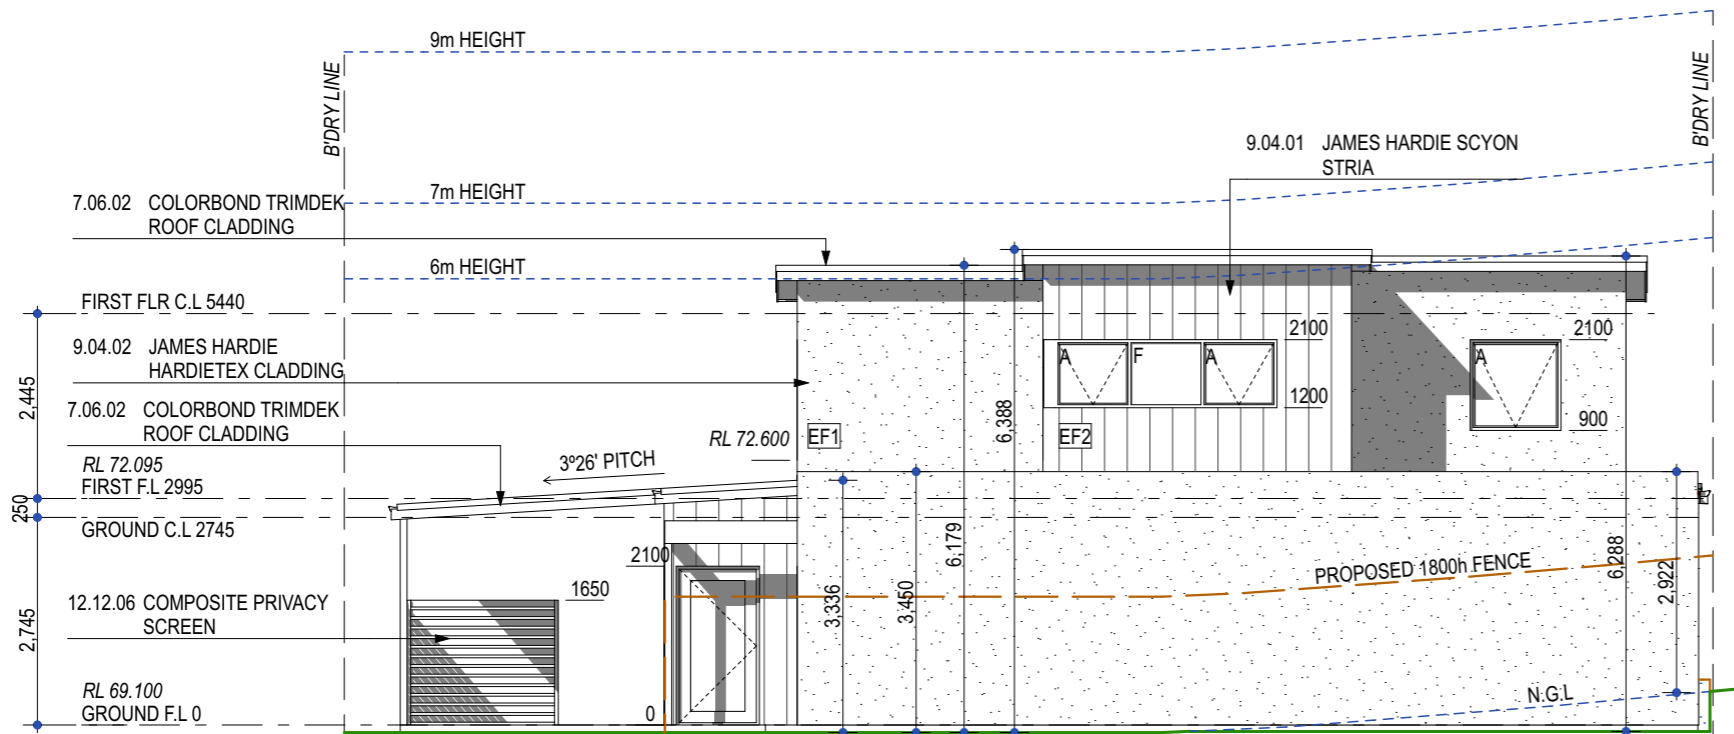 9m HEIGHT
B'DRY LINE
B'DRY LINE
9.04.01 JAMES HARDIE SCYON
STRIA
7m HEIGHT
7.06.02 COLORBOND TRIMDEK
ROOF CLADDING
6m HEIGHT
FIRST FLR C.L 5440
9.04.02 JAMES HARDIE
HARDIETEX CLADDING
7.06.02 COLORBOND TRIMDEK
ROOF CLADDING
2,445
A
F
A
2100
1200
A
2100
900
6,388
RL 72.600
EF1
EF2
3º26' PITCH
RL 72.095
FIRST F.L 2995
250
GROUND C.L 2745
2100
1650
12.12.06 COMPOSITE PRIVACY
SCREEN
2,745
3,336
3,450
6,179
PROPOSED 1800h FENCE
6,288
2,922
N.G.L
RL 69.100
GROUND F.L 0
0